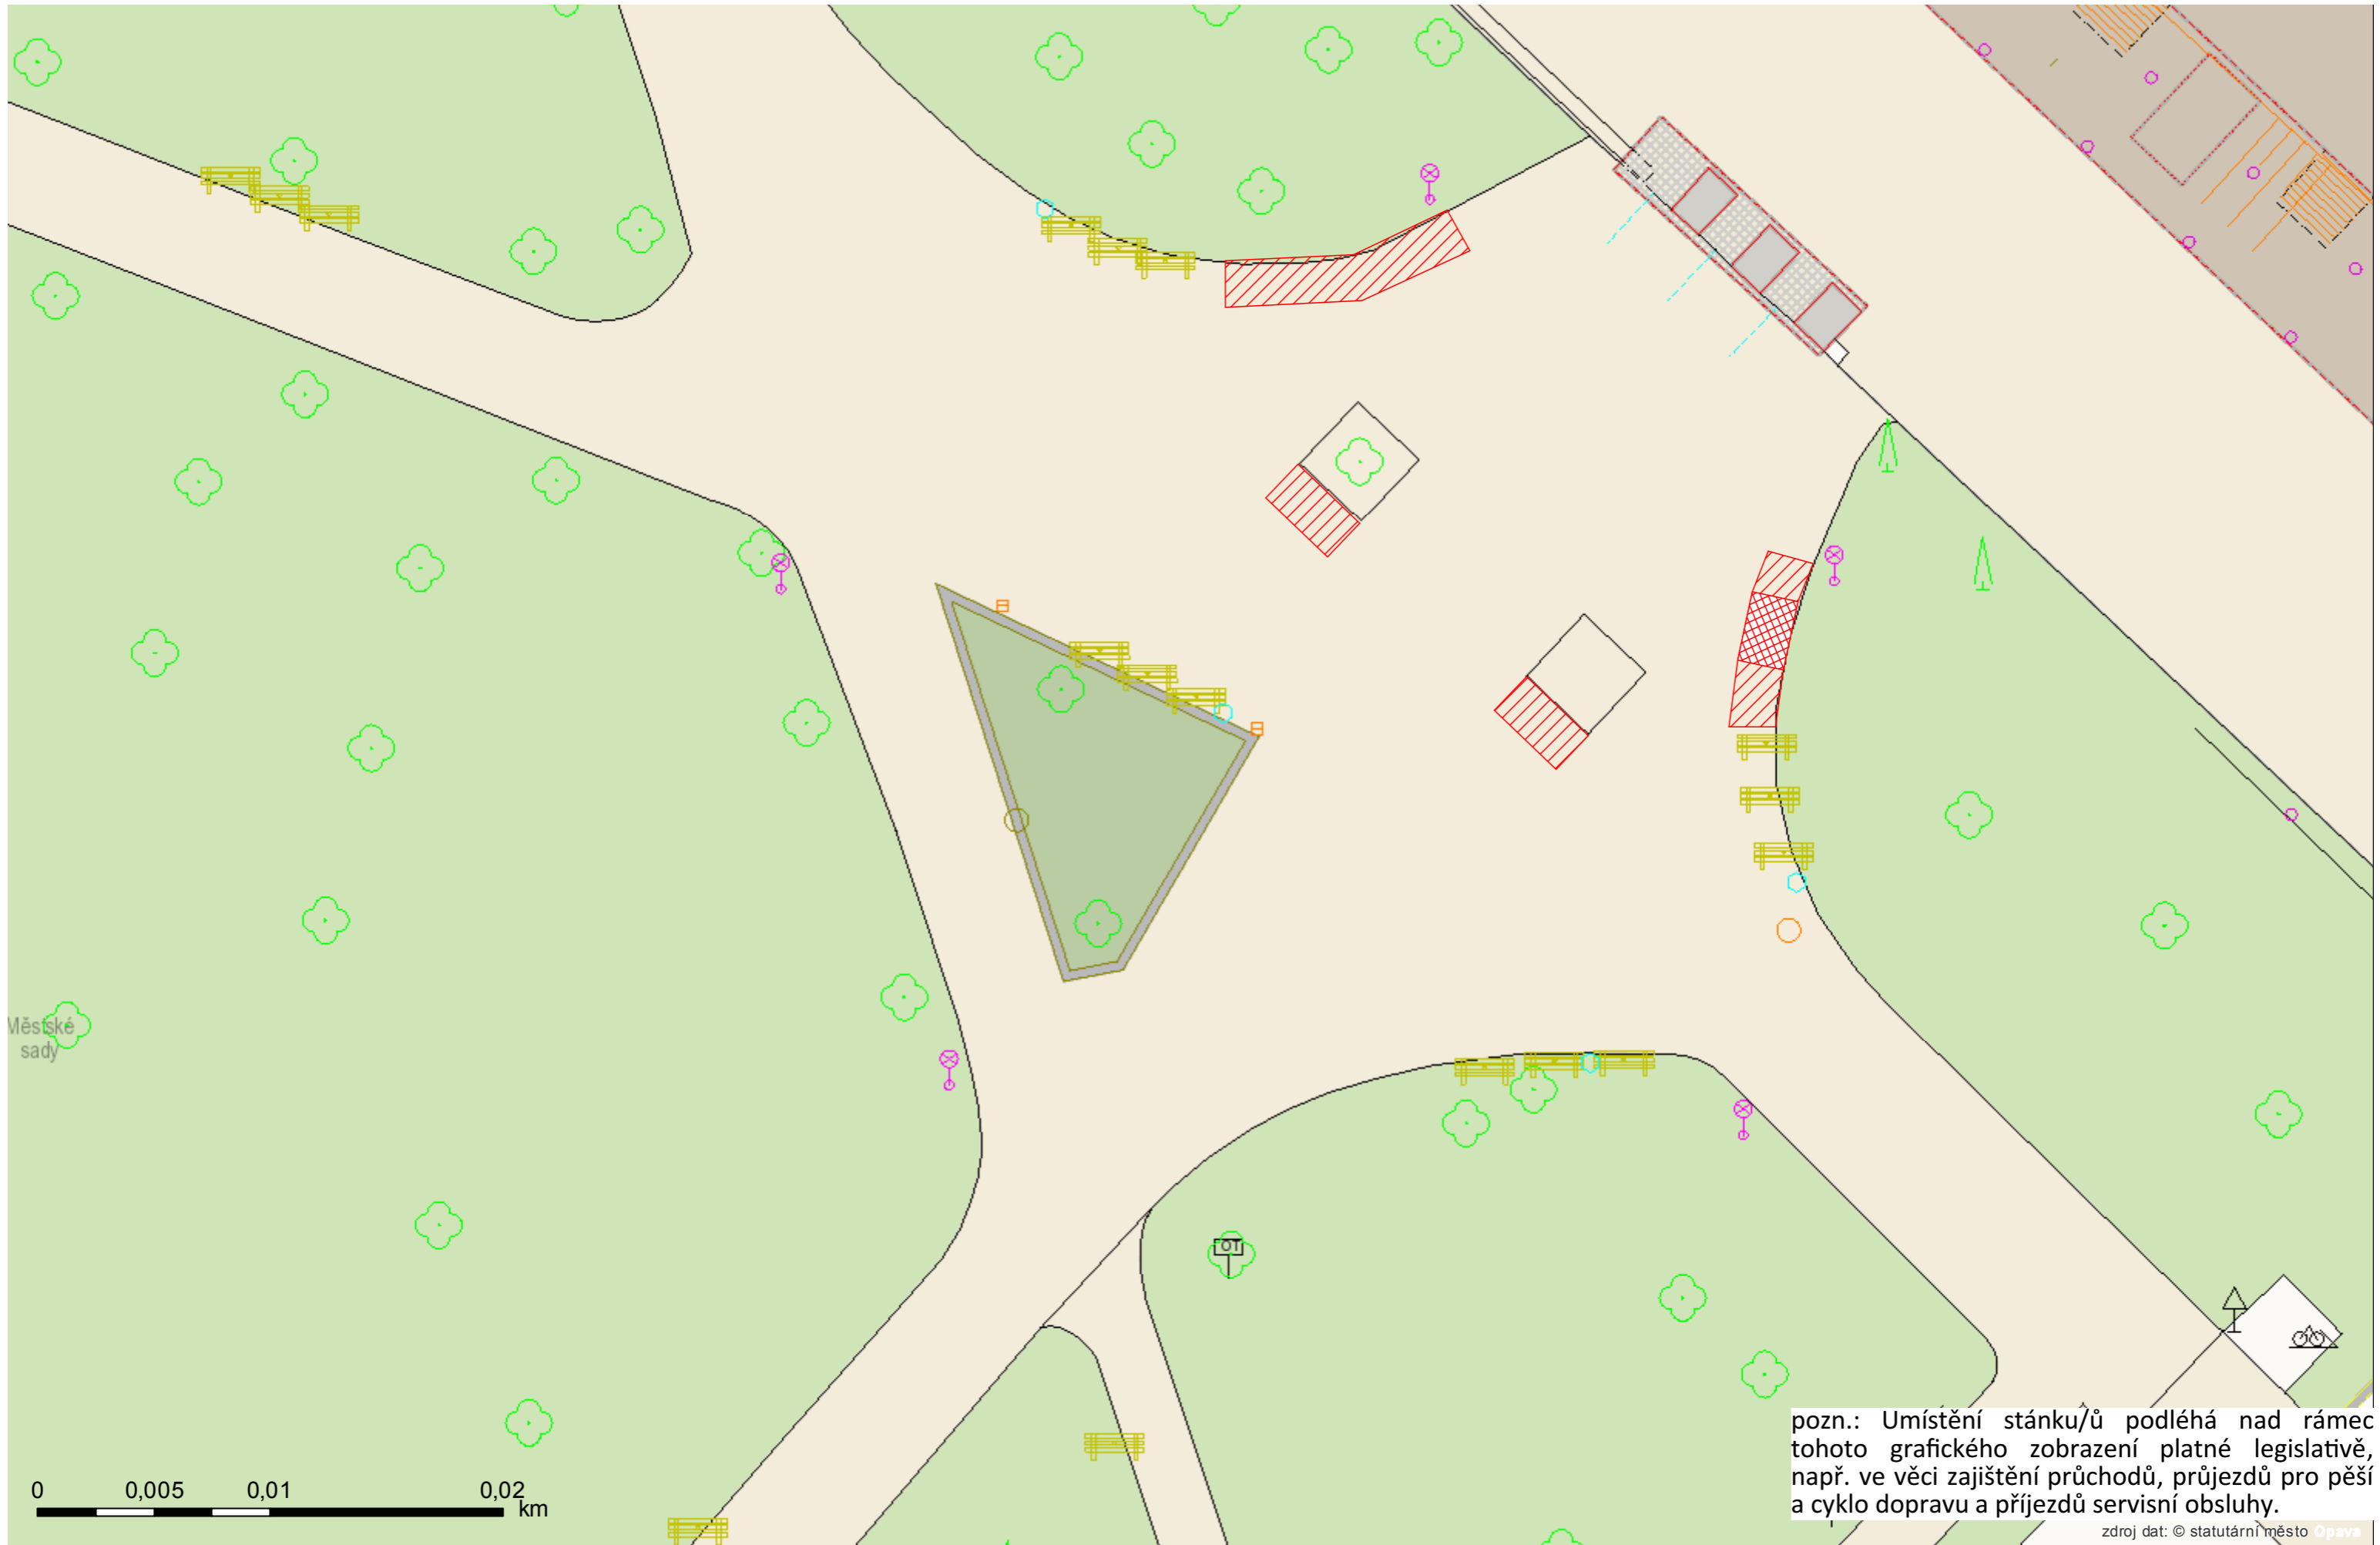 OT
Městské
sady
0 0,005 0,01 0,02
km
pozn.: Umístění stánku/ů podléhá nad rámec
tohoto grafického zobrazení platné legislativě,
např. ve věci zajištění průchodů, průjezdů pro pěší
a cyklo dopravu a příjezdů servisní obsluhy.
zdroj dat: © statutární město Opava